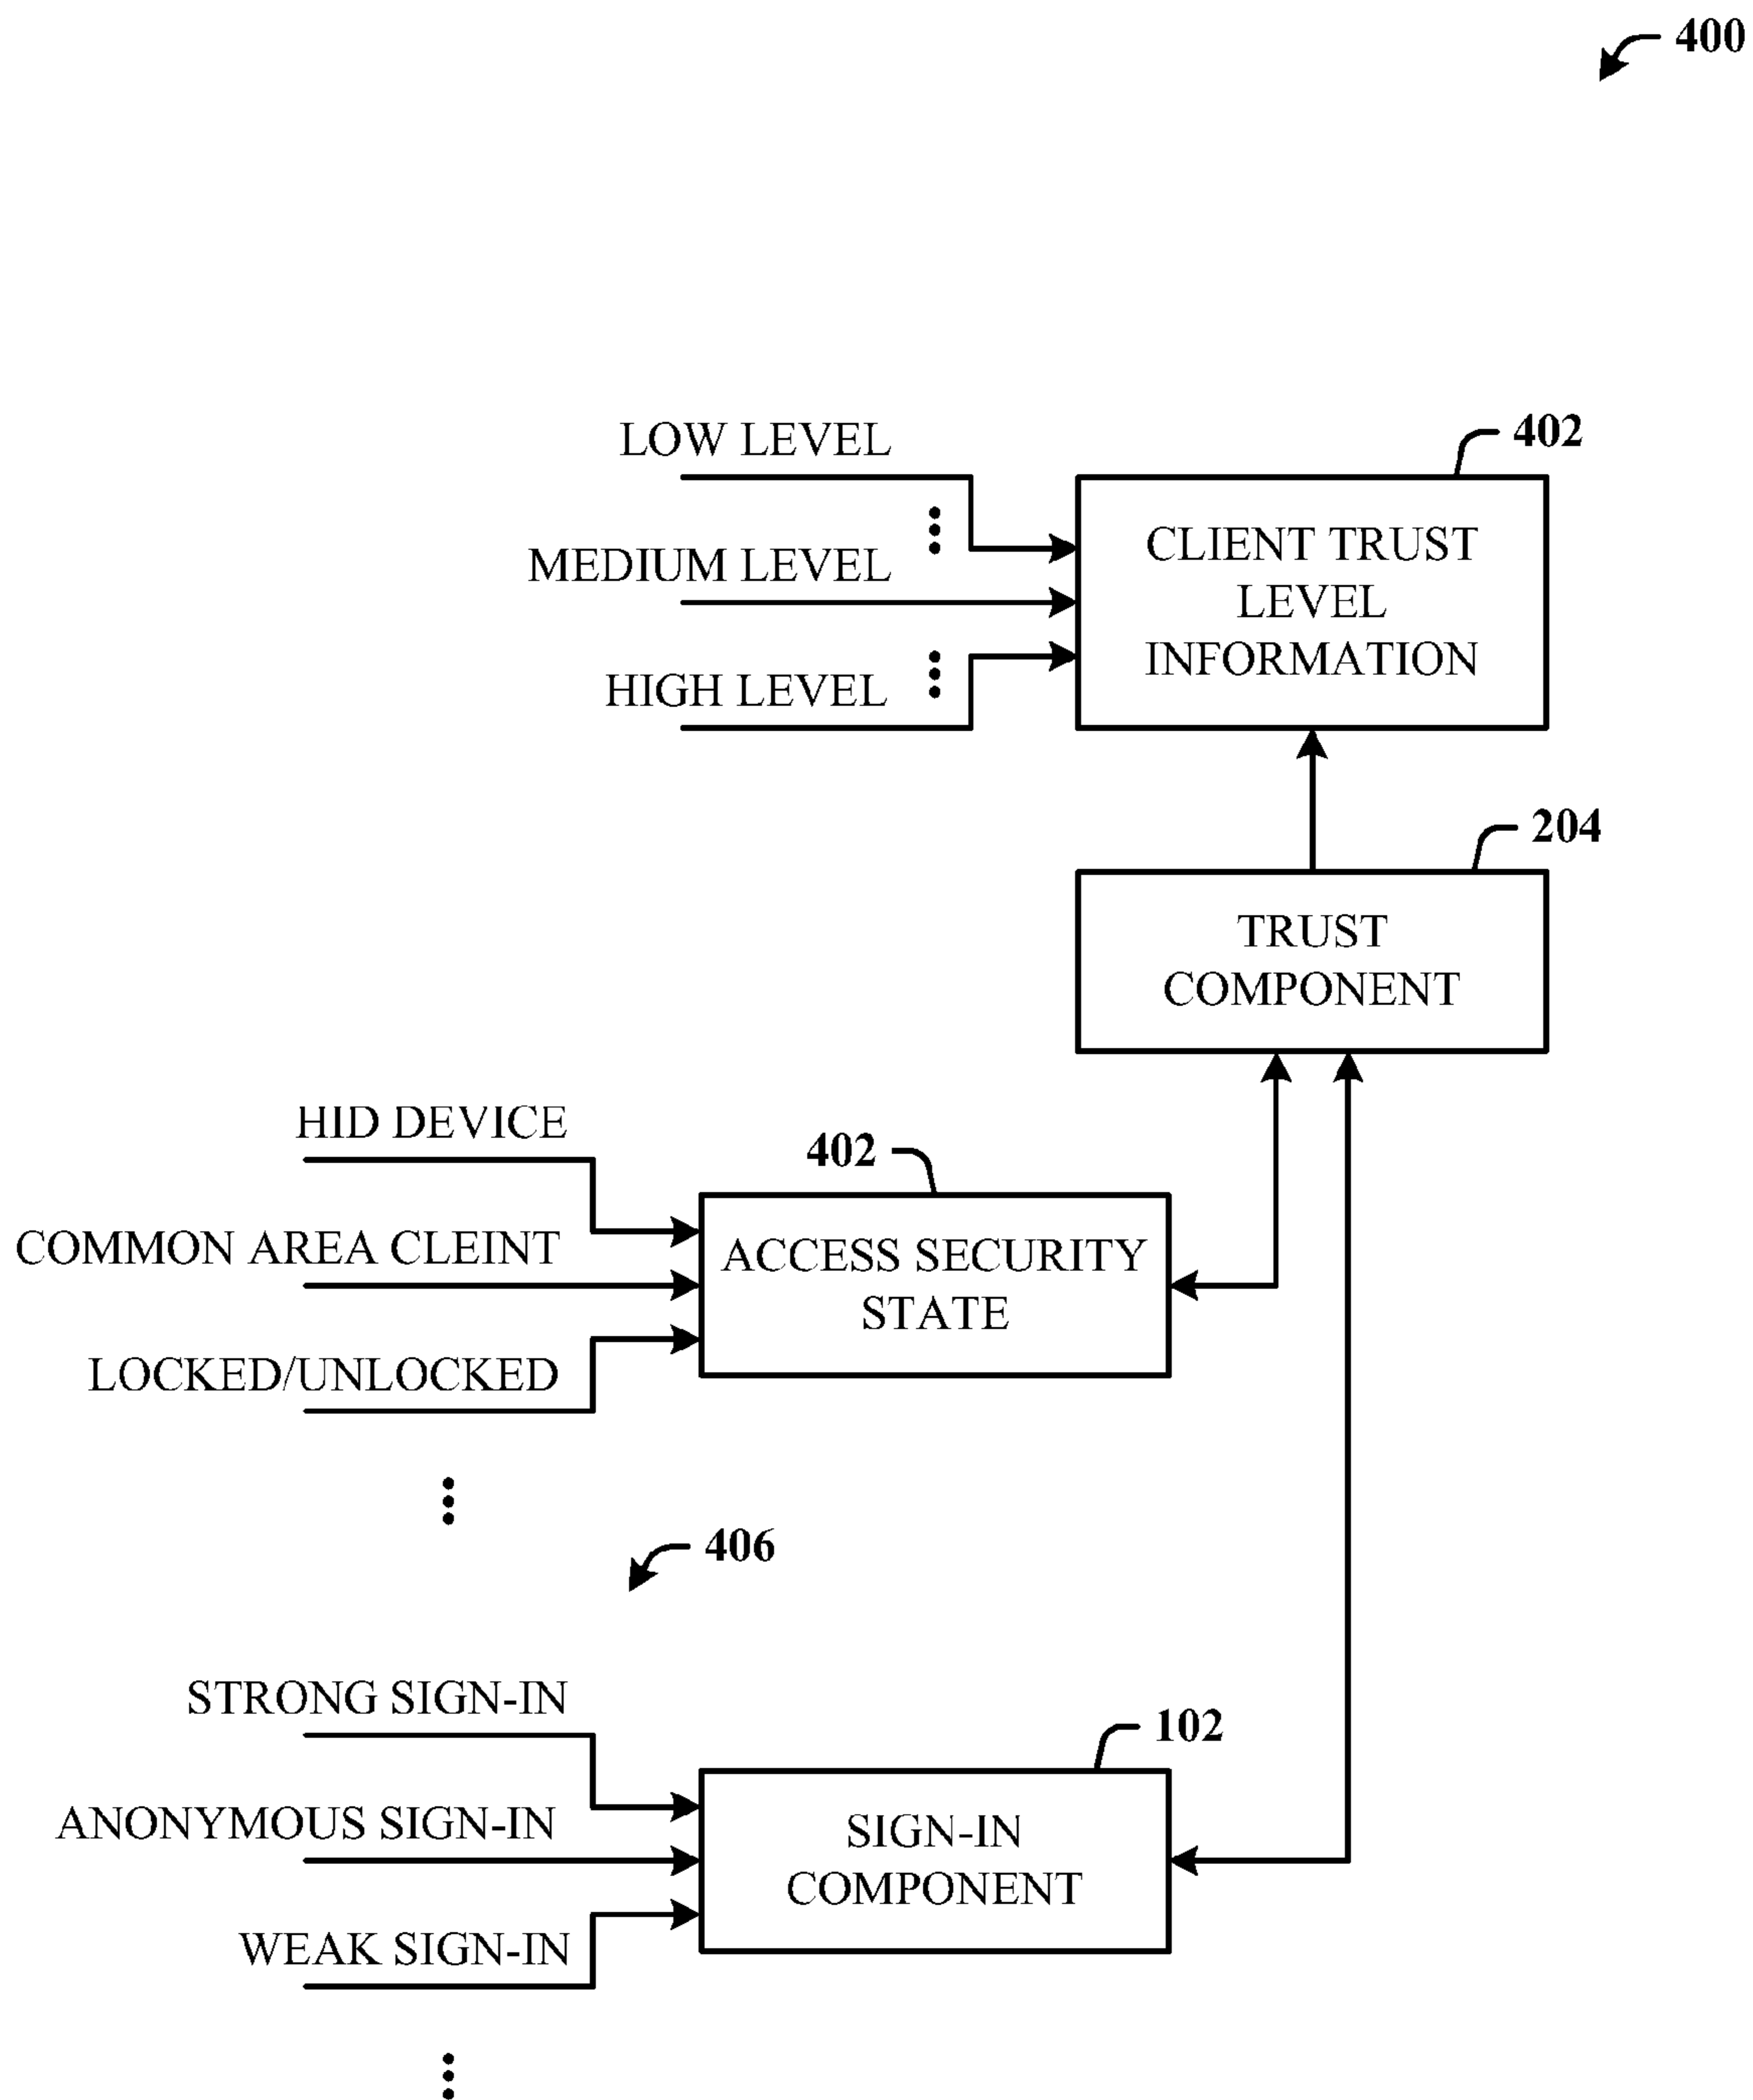 400
LOW LEVEL
402
MEDIUM LEVEL
CLIENT TRUST
LEVEL
INFORMATION
HIGH LEVEL
204
TRUST
COMPONENT
HID DEVICE
402
COMMON AREA CLEINT
ACCESS SECURITY
STATE
LOCKED/UNLOCKED
406
STRONG SIGN-IN
102
ANONYMOUS SIGN-IN
SIGN-IN
COMPONENT
WEAK SIGN-IN